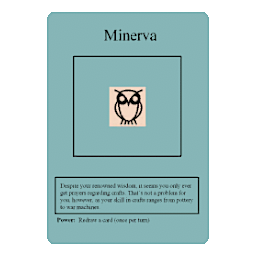 Minerva
Despite your renowned wisdom, it seems you only ever
get prayers regarding crafts. That's not a problem for
you, however, as your skill in crafts ranges from pottery
to war machines
Power: Redraw a card (once per turn)